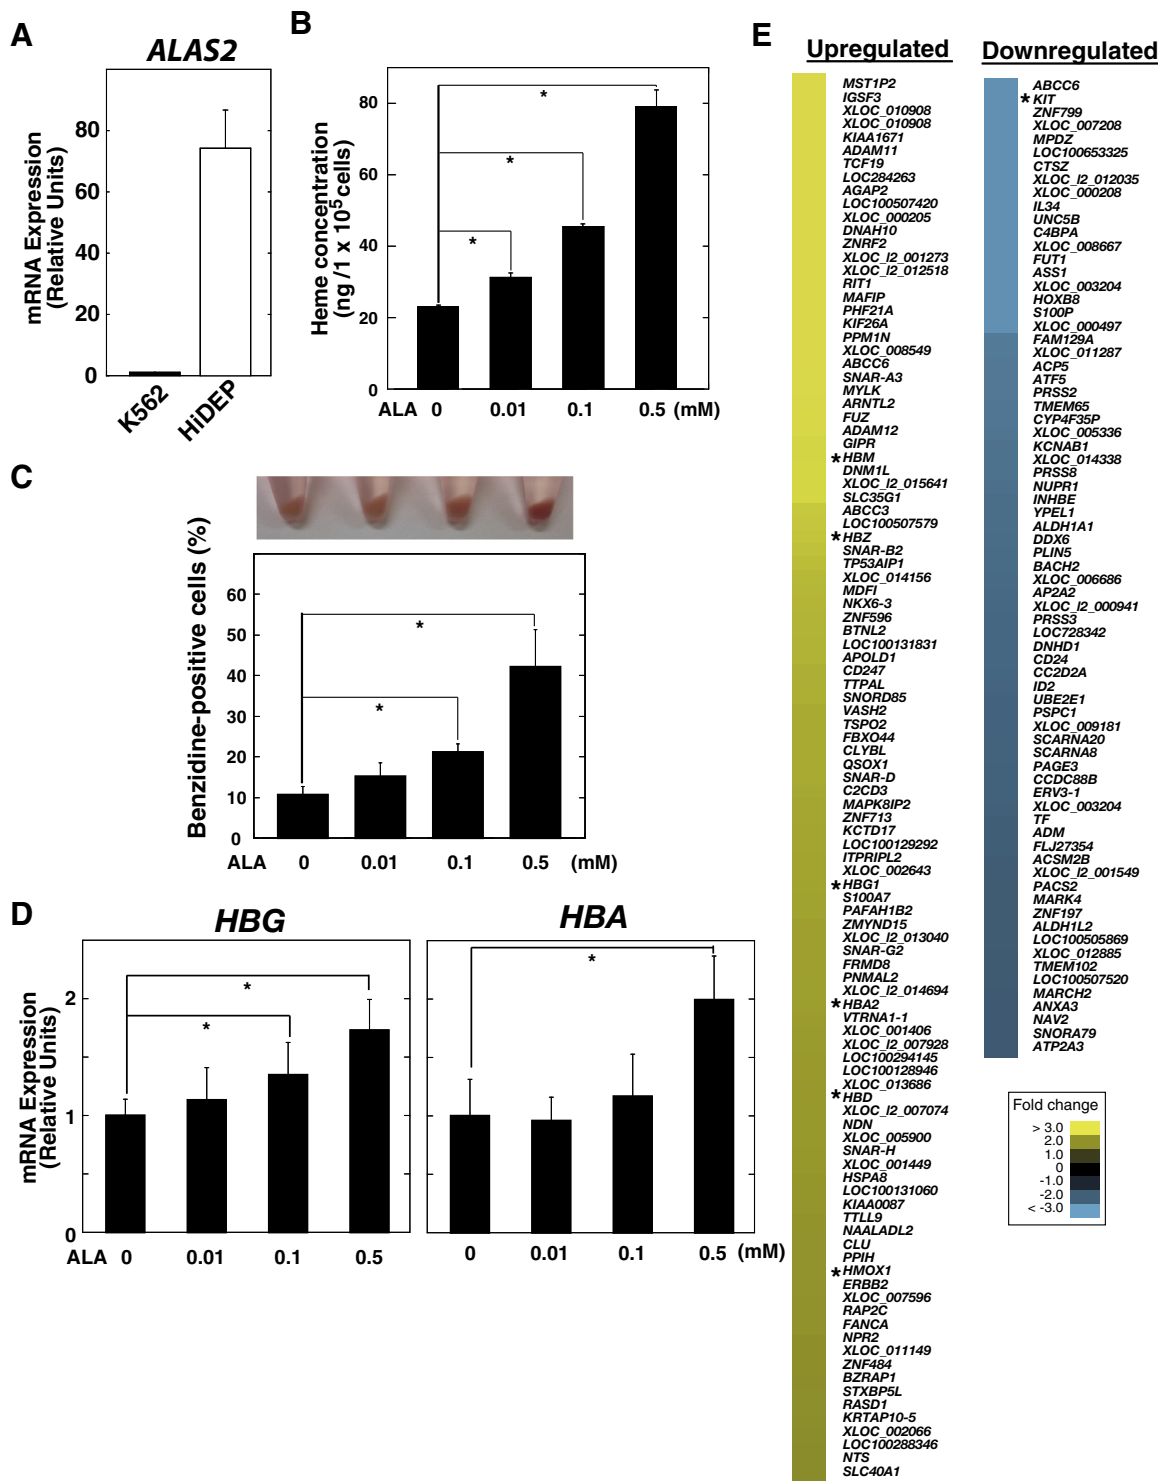 A
ALAS2
mRNA Expression
(Relative Units)
80
60
40
20
0
K562
HiDEP
B
Heme concentration
(ng /1 x 10⁵ cells)
80
60
40
20
0
*
*
*
ALA 0 0.01 0.1 0.5 (mM)
C
Benzidine-positive cells (%)
60
50
40
30
20
10
0
*
*
ALA 0 0.01 0.1 0.5 (mM)
D
HBG
mRNA Expression
(Relative Units)
2
1
0
*
*
ALA 0 0.01 0.1 0.5
HBA
*
0 0.01 0.1 0.5 (mM)
E
Upregulated
MST1P2
IGSF3
XLOC_010908
XLOC_010908
KIAA1671
ADAM11
TCF19
LOC284263
AGAP2
LOC100507420
XLOC_000205
DNAH10
ZNRF2
XLOC_I2_001273
XLOC_I2_012518
RIT1
MAFIP
PHF21A
KIF26A
PPM1N
XLOC_008549
ABCC6
SNAR-A3
MYLK
ARNTL2
FUZ
ADAM12
GIPR
* HBM
DNM1L
XLOC_I2_015641
SLC35G1
ABCC3
LOC100507579
* HBZ
SNAR-B2
TP53AIP1
XLOC_014156
MDFI
NKX6-3
ZNF596
BTNL2
LOC100131831
APOLD1
CD247
TTPAL
SNORD85
VASH2
TSPO2
FBXO44
CLYBL
QSOX1
SNAR-D
C2CD3
MAPK8IP2
ZNF713
KCTD17
LOC100129292
ITPRIPL2
XLOC_002643
* HBG1
S100A7
PAFAH1B2
ZMYND15
XLOC_I2_013040
SNAR-G2
FRMD8
PNMAL2
XLOC_I2_014694
* HBA2
VTRNA1-1
XLOC_001406
XLOC_I2_007928
LOC100294145
LOC100128946
XLOC_013686
* HBD
XLOC_I2_007074
NDN
XLOC_005900
SNAR-H
XLOC_001449
HSPA8
LOC100131060
KIAA0087
TTLL9
NAALADL2
CLU
PPIH
* HMOX1
ERBB2
XLOC_007596
RAP2C
FANCA
NPR2
XLOC_011149
ZNF484
BZRAP1
STXBP5L
RASD1
KRTAP10-5
XLOC_002066
LOC100288346
NTS
SLC40A1
Downregulated
ABCC6
* KIT
ZNF799
XLOC_007208
MPDZ
LOC100653325
CTSZ
XLOC_I2_012035
XLOC_000208
IL34
UNC5B
C4BPA
XLOC_008667
FUT1
ASS1
XLOC_003204
HOXB8
S100P
XLOC_000497
FAM129A
XLOC_011287
ACP5
ATF5
PRSS2
TMEM65
CYP4F35P
XLOC_005336
KCNAB1
XLOC_014338
PRSS8
NUPR1
INHBE
YPEL1
ALDH1A1
DDX6
PLIN5
BACH2
XLOC_006686
AP2A2
XLOC_I2_000941
PRSS3
LOC728342
DNHD1
CD24
CC2D2A
ID2
UBE2E1
PSPC1
XLOC_009181
SCARNA20
SCARNA8
PAGE3
CCDC88B
ERV3-1
XLOC_003204
TF
ADM
FLJ27354
ACSM2B
XLOC_I2_001549
PACS2
MARK4
ZNF197
ALDH1L2
LOC100505869
XLOC_012885
TMEM102
LOC100507520
MARCH2
ANXA3
NAV2
SNORA79
ATP2A3
Fold change
> 3.0
2.0
1.0
0
-1.0
-2.0
< -3.0